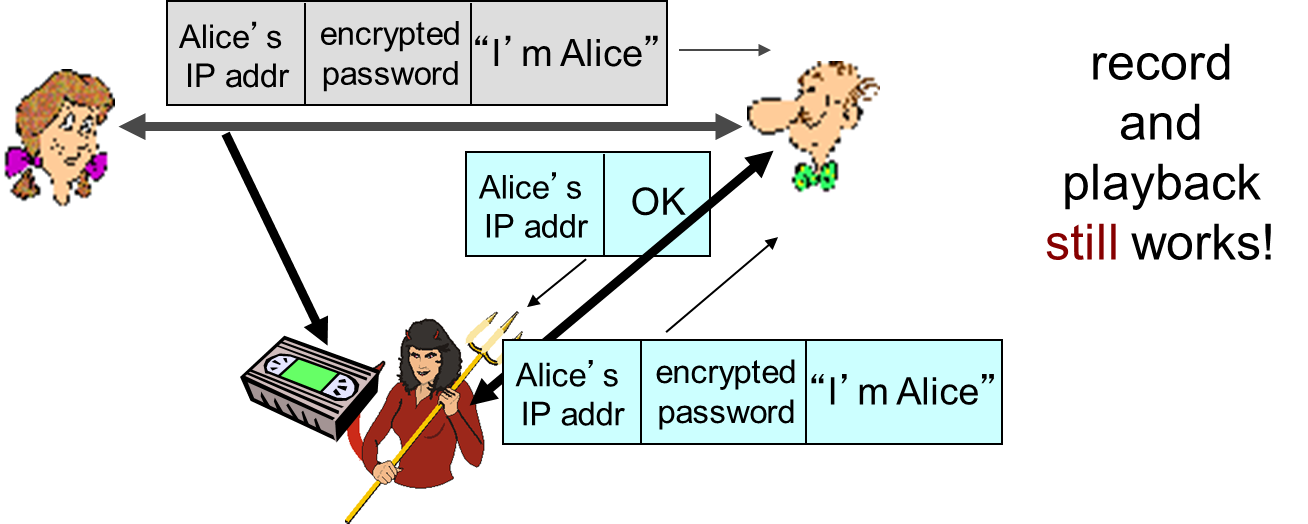 Alice’s
IP addr
encrypted
password
“I’m Alice”
record
and
playback
still works!
Alice’s
IP addr
OK
Alice’s
IP addr
encrypted
password
“I’m Alice”